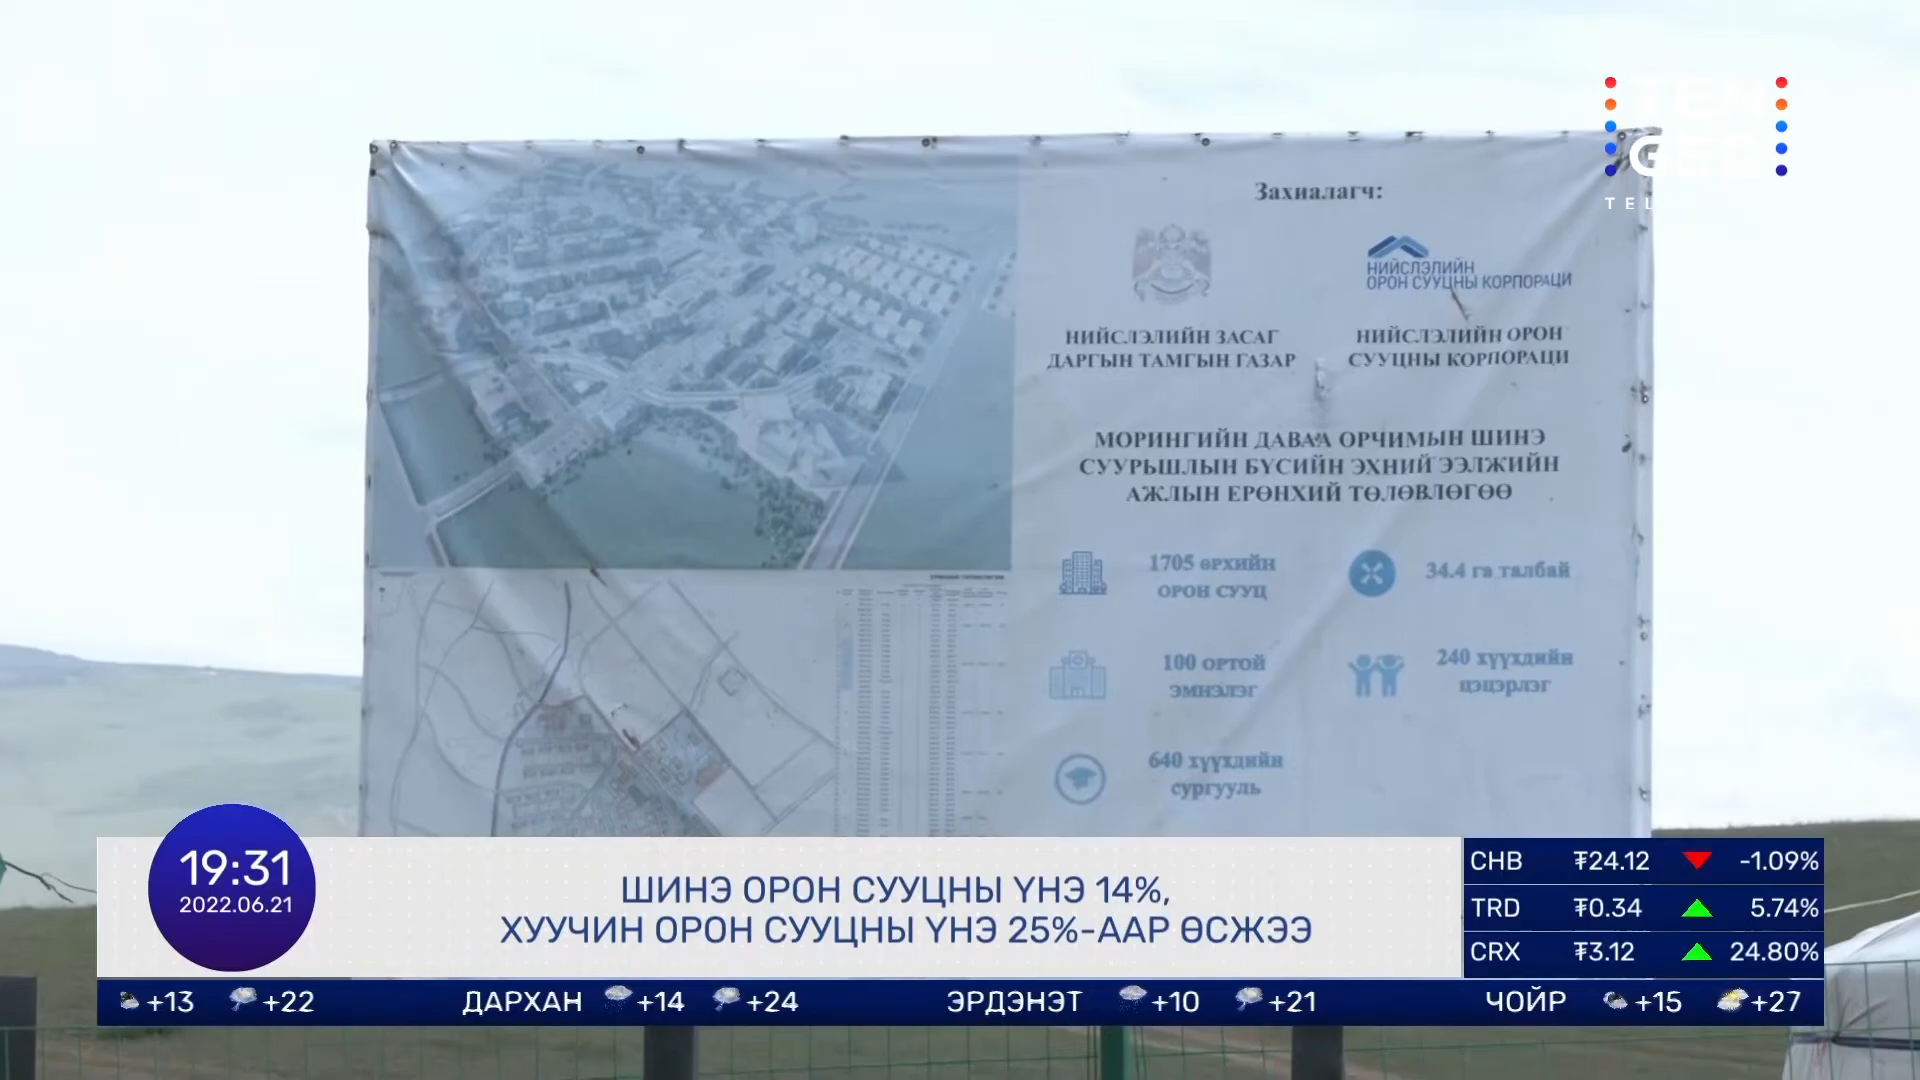 Захиалагч:
НИЙСЛЭЛИЙН
ОРОН СУУЦНЫ КОРПОРАЦИ
НИЙСЛЭЛИЙН ЗАСАГ
ДАРГЫН ТАМГЫН ГАЗАР
НИЙСЛЭЛИЙН ОРОН
СУУЦНЫ КОРПОРАЦИ
МОРИНГИЙН ДАВАА ОРЧИМЫН ШИНЭ
СУУРЬШЛЫН БҮСИЙН ЭХНИЙ ЭЭЛЖИЙН
АЖЛЫН ЕРӨНХИЙ ТӨЛӨВЛӨГӨӨ
1705 өрхийн
орон сууц
34.4 га талбай
100 ортой
эмнэлэг
240 хүүхдийн
цэцэрлэг
640 хүүхдийн
сургууль
19:31
2022.06.21
ШИНЭ ОРОН СУУЦНЫ ҮНЭ 14%,
ХУУЧИН ОРОН СУУЦНЫ ҮНЭ 25%-ААР ӨСЖЭЭ
CHB ₮24.12 -1.09%
TRD ₮0.34 5.74%
CRX ₮3.12 24.80%
+13 +22 ДАРХАН +14 +24 ЭРДЭНЭТ +10 +21 ЧОЙР +15 +27